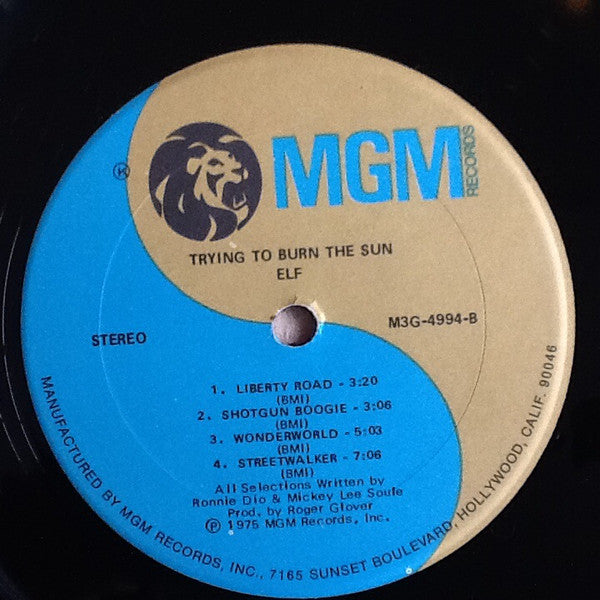 MGM
RECORDS
K
TRYING TO BURN THE SUN
ELF
STEREO
M3G-4994-B
1. LIBERTY ROAD - 3:20
(BMI)
2. SHOTGUN BOOGIE - 3:06
(BMI)
3. WONDERWORLD - 5:03
(BMI)
4. STREETWALKER - 7:06
(BMI)
All Selections Written by
Ronnie Dio & Mickey Lee Soule
Prod. by Roger Glover
℗ 1975 MGM Records, Inc.
MANUFACTURED BY MGM RECORDS, INC., 7165 SUNSET BOULEVARD, HOLLYWOOD, CALIF. 90046